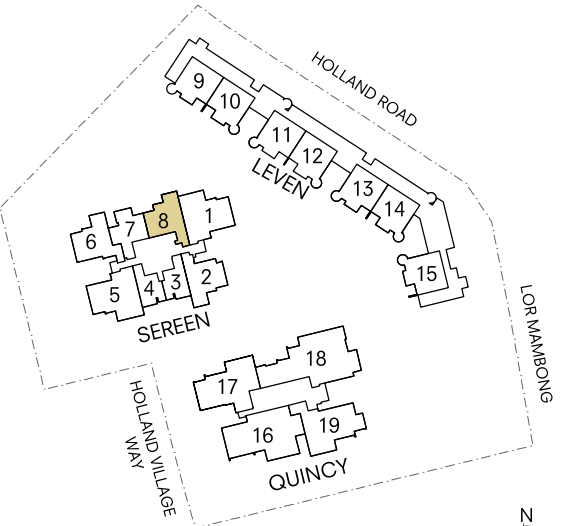 HOLLAND ROAD
9
10
11
12
LEVEN
13
14
15
LOR MAMBONG
1
8
7
6
5
4
3
2
SEREEN
18
17
16
19
QUINCY
HOLLAND VILLAGE
WAY
N